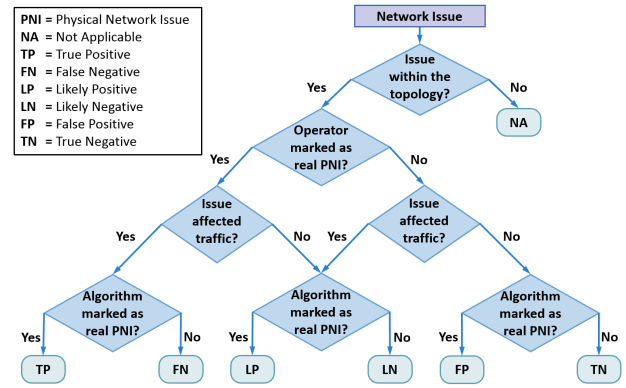 PNI = Physical Network Issue
NA = Not Applicable
TP = True Positive
FN = False Negative
LP = Likely Positive
LN = Likely Negative
FP = False Positive
TN = True Negative
Network Issue
Issue
within the
topology?
Yes
No
NA
Operator
marked as
real PNI?
Yes
No
Issue
affected
traffic?
Issue
affected
traffic?
Yes
No
Yes
No
Algorithm
marked as
real PNI?
Algorithm
marked as
real PNI?
Algorithm
marked as
real PNI?
Yes
No
Yes
No
Yes
No
TP
FN
LP
LN
FP
TN